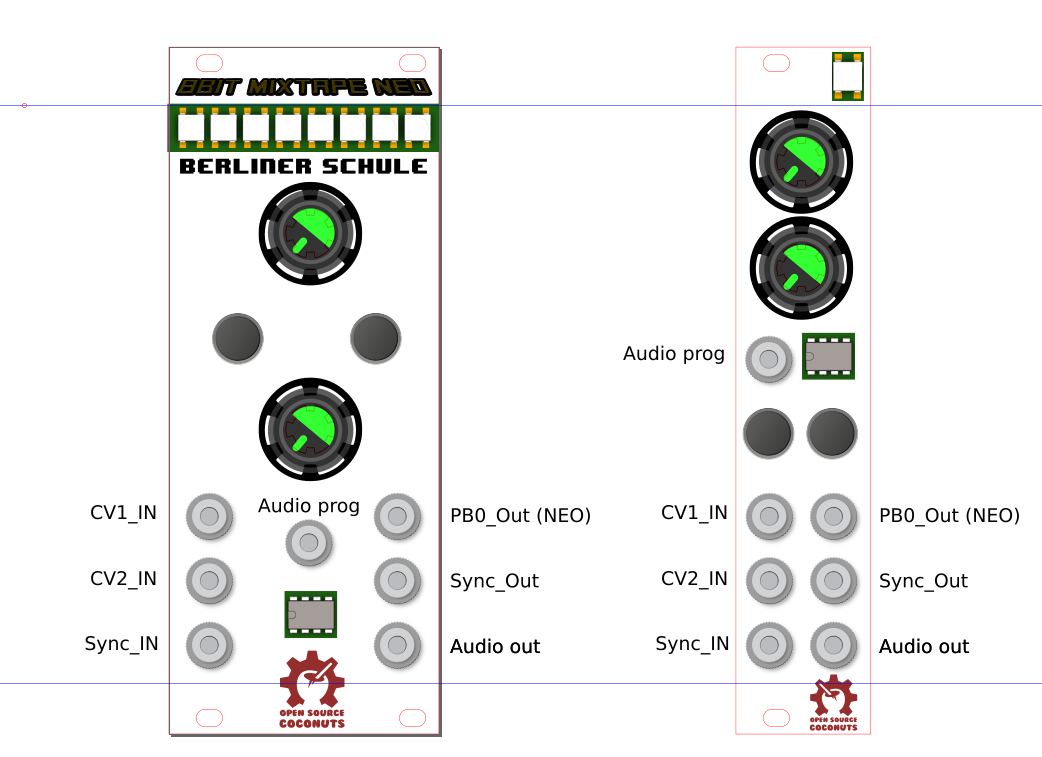 8BIT MIXTAPE NEO
BERLINER SCHULE
Audio prog
CV1_IN
PB0_Out (NEO)
CV2_IN
Sync_Out
Sync_IN
Audio out
OPEN SOURCE
COCONUTS
Audio prog
CV1_IN
PB0_Out (NEO)
CV2_IN
Sync_Out
Sync_IN
Audio out
OPEN SOURCE
COCONUTS